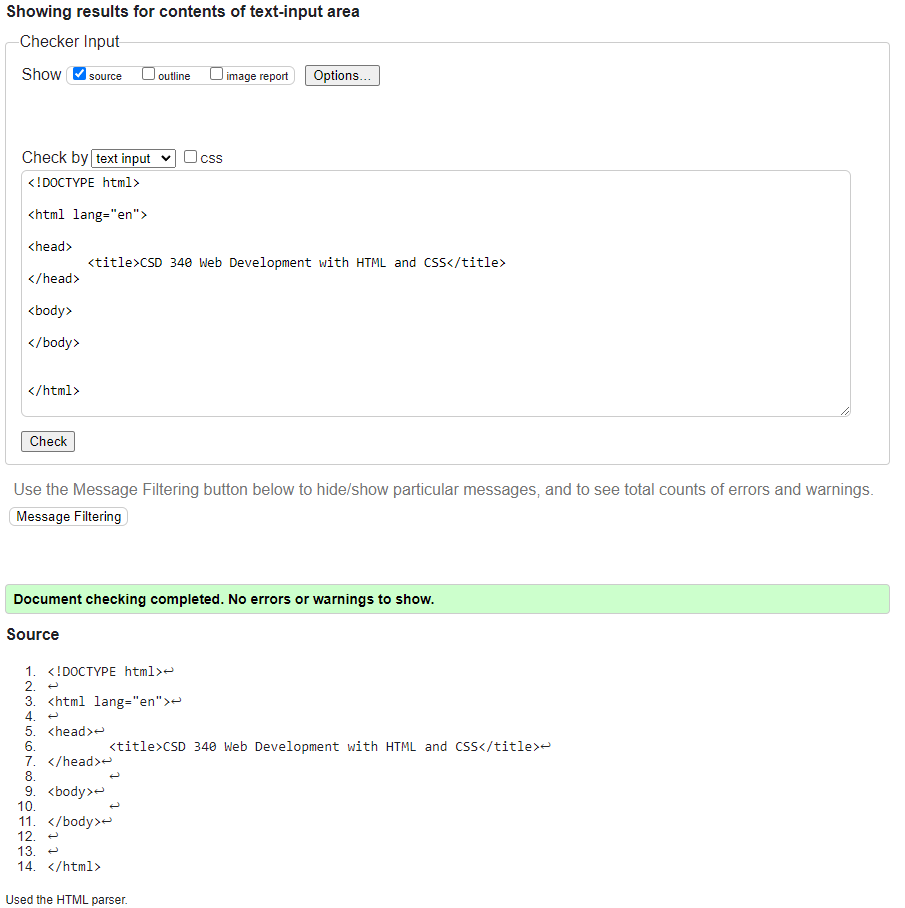 Showing results for contents of text-input area
Checker Input
Show source outline image report Options...
Check by text input css
<!DOCTYPE html>
<html lang="en">
<head>
<title>CSD 340 Web Development with HTML and CSS</title>
</head>
<body>
</body>
</html>
Check
Use the Message Filtering button below to hide/show particular messages, and to see total counts of errors and warnings.
Message Filtering
Document checking completed. No errors or warnings to show.
Source
1. <!DOCTYPE html>↩
2. ↩
3. <html lang="en">↩
4. ↩
5. <head>↩
6. <title>CSD 340 Web Development with HTML and CSS</title>↩
7. </head>↩
8. ↩
9. <body>↩
10. ↩
11. </body>↩
12. ↩
13. ↩
14. </html>
Used the HTML parser.